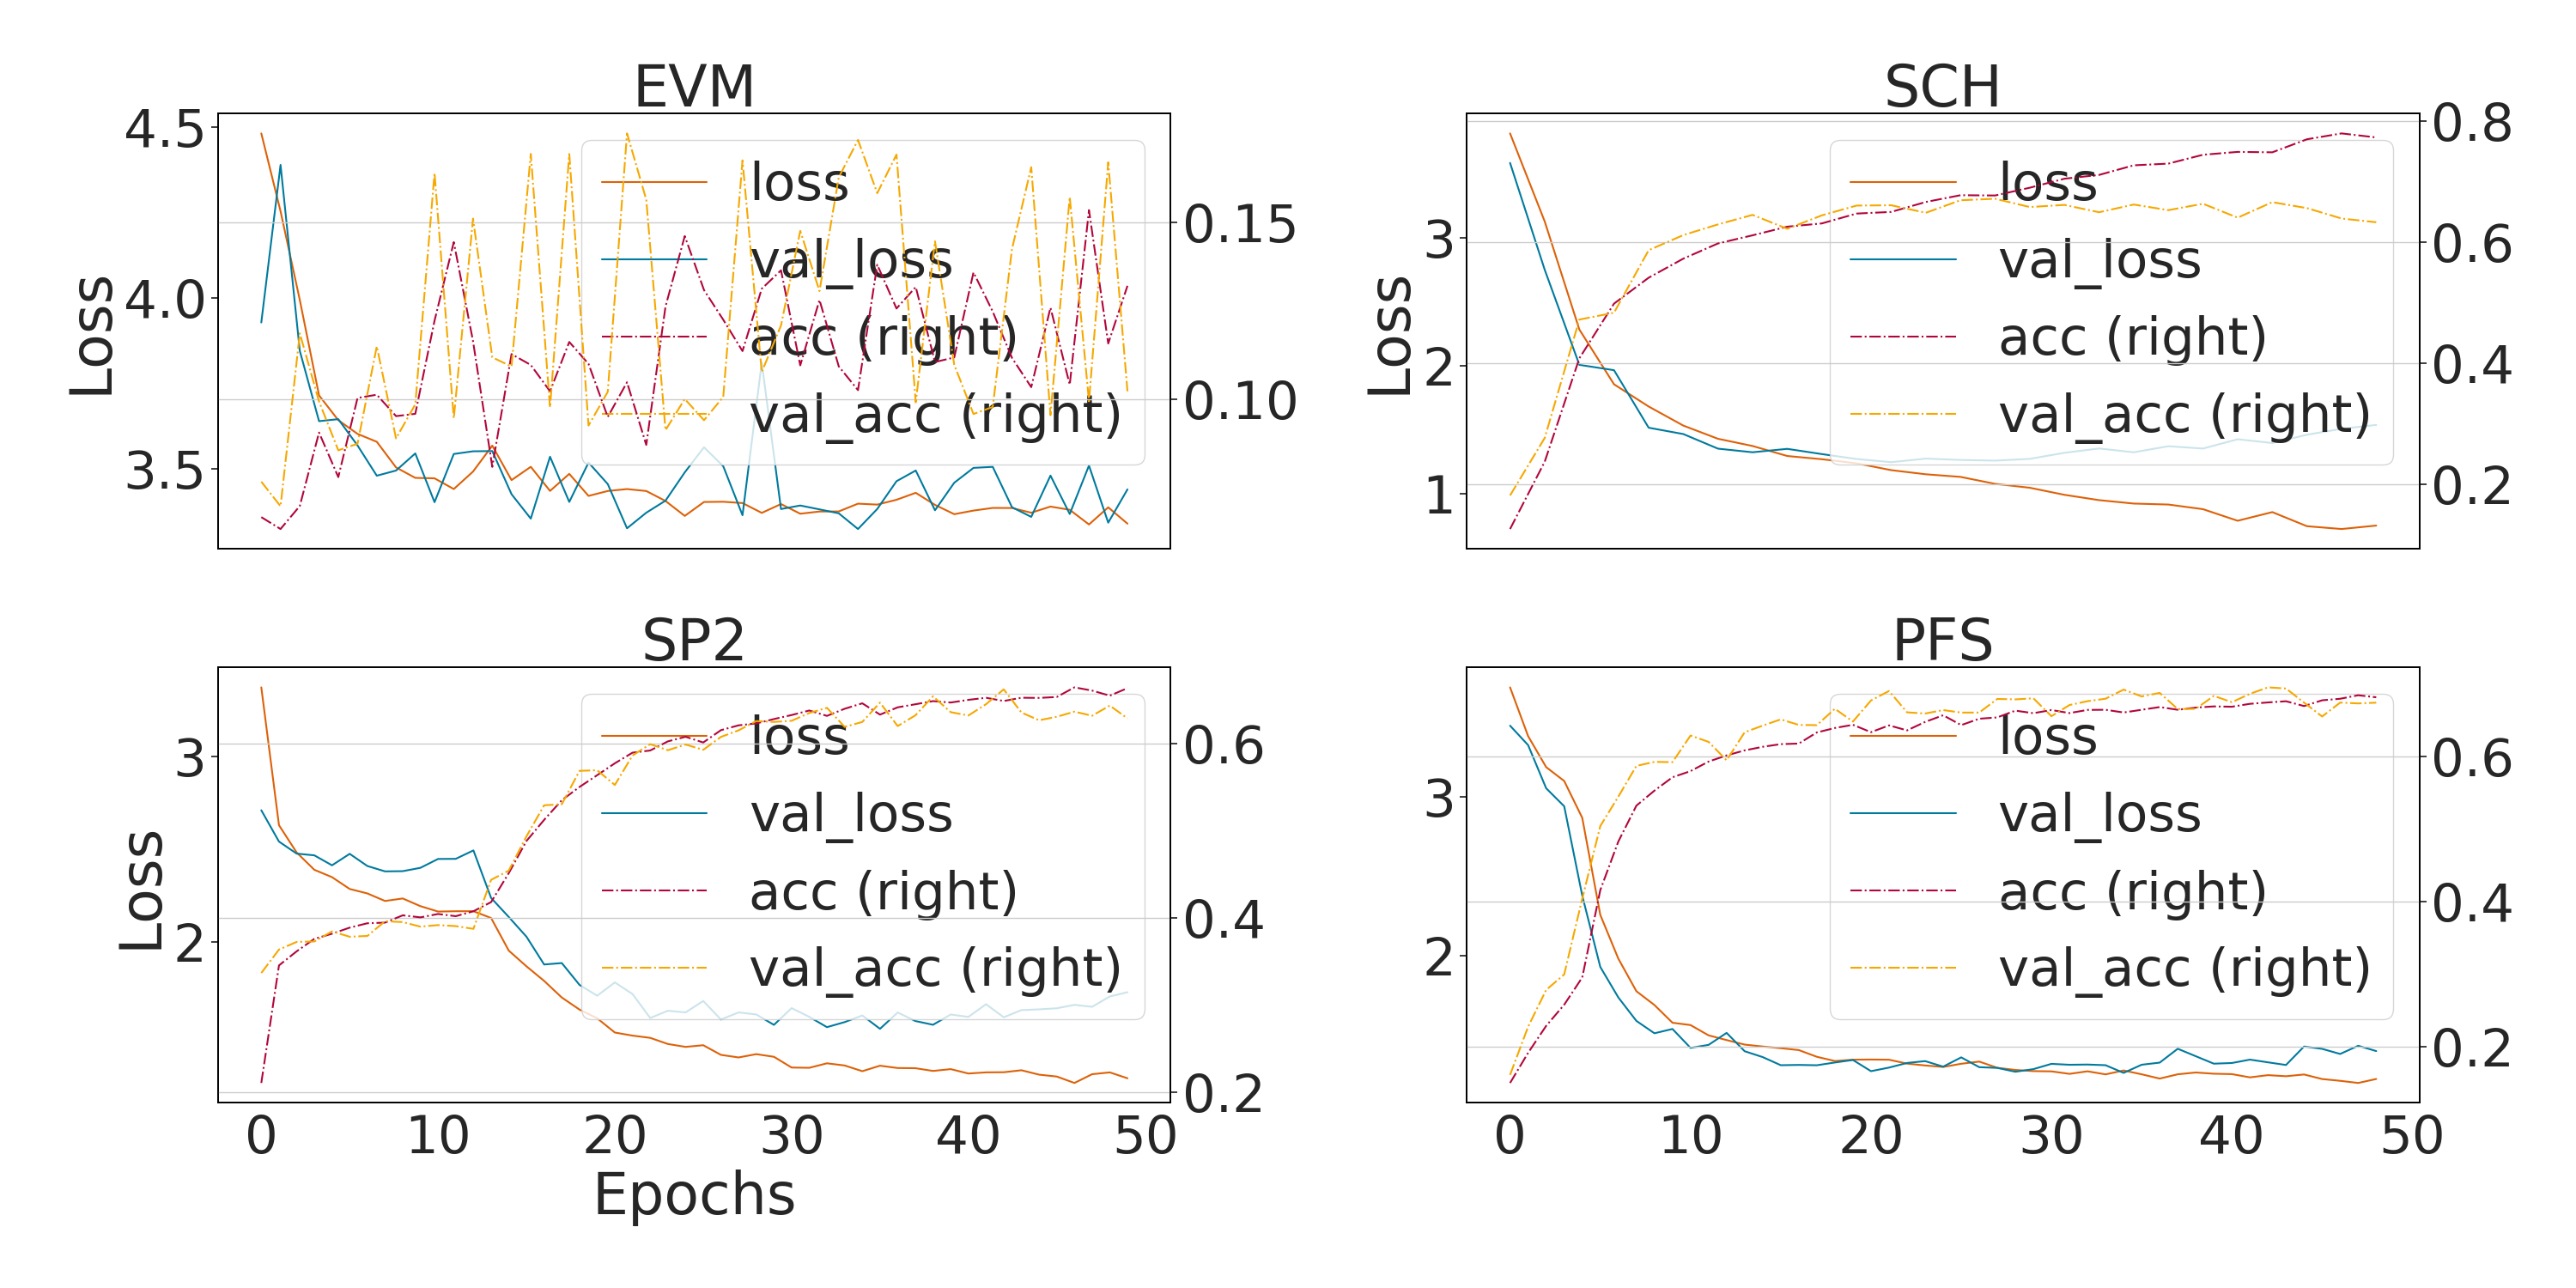 EVM
4.5
4.0
3.5
Loss
0.15
0.10
loss
val_loss
acc (right)
val_acc (right)
SCH
3
2
1
Loss
0.8
0.6
0.4
0.2
loss
val_loss
acc (right)
val_acc (right)
SP2
3
2
Loss
0.6
0.4
0.2
loss
val_loss
acc (right)
val_acc (right)
0 10 20 30 40 50
Epochs
PFS
3
2
0.6
0.4
0.2
loss
val_loss
acc (right)
val_acc (right)
0 10 20 30 40 50